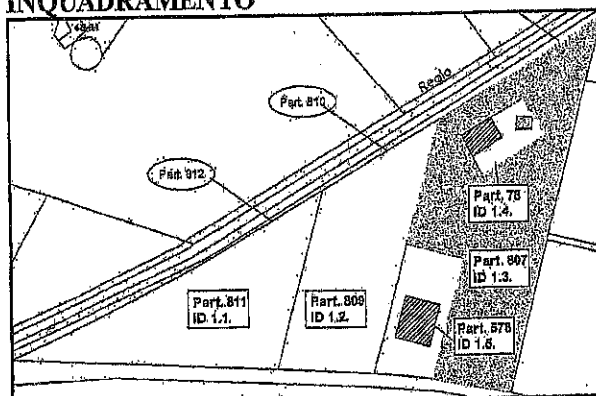 INQUADRAMENTO
Regio
Part. 810
Part. 812
Part. 78
ID 1.4.
Part. 807
ID 1.3.
Part. 811
ID 1.1.
Part. 809
ID 1.2.
Part. 578
ID 1.5.